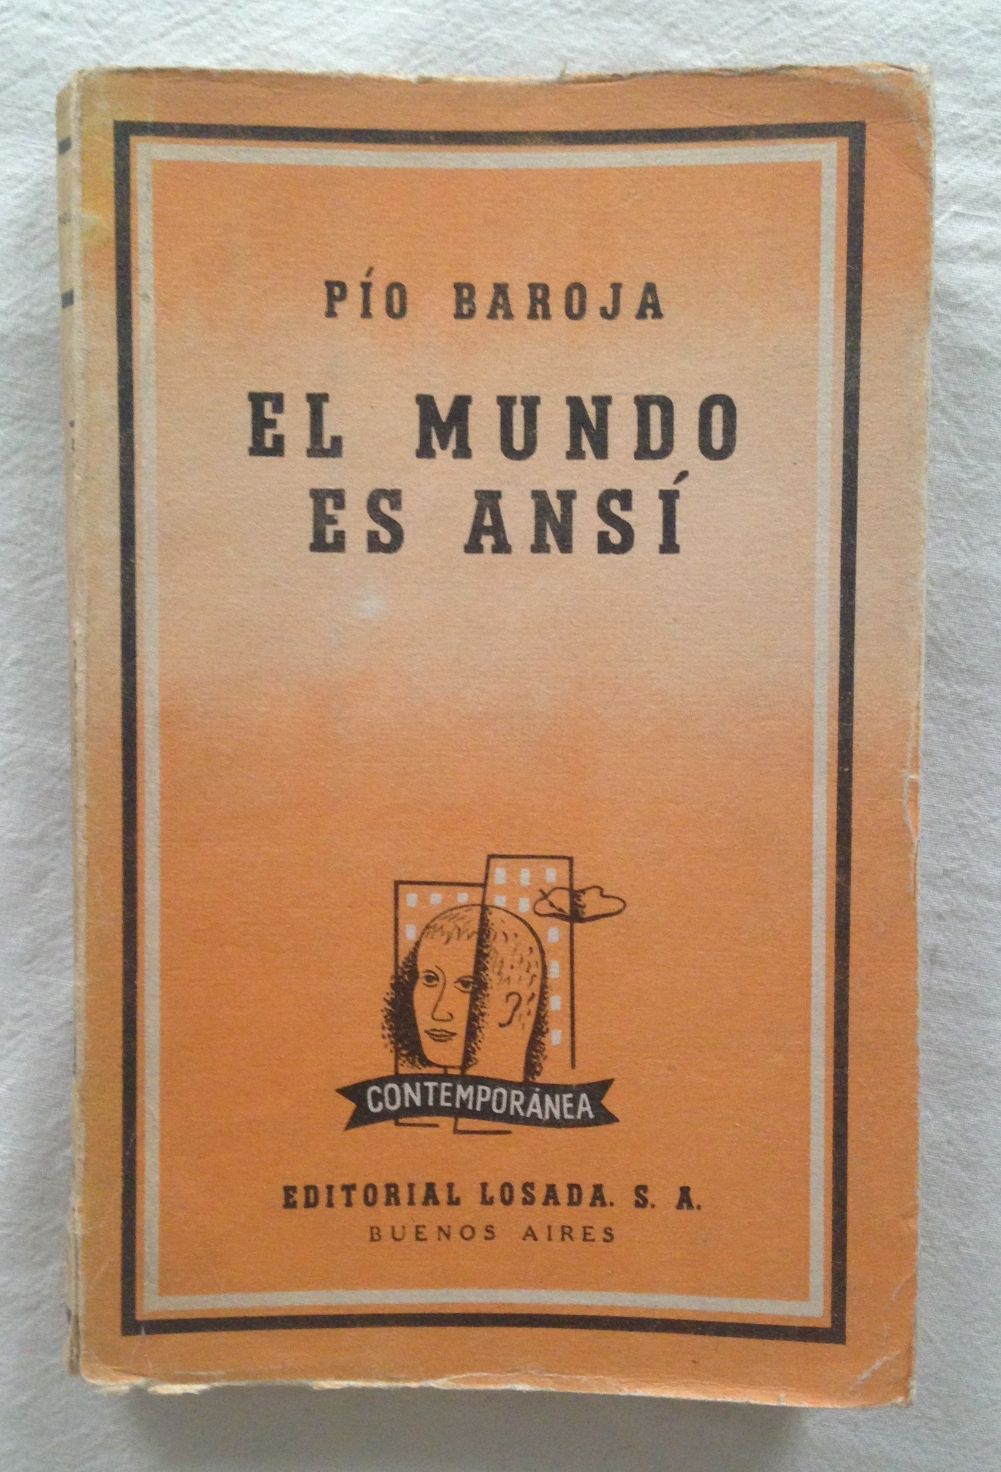 PÍO BAROJA
EL MUNDO
ES ANSÍ
CONTEMPORÁNEA
EDITORIAL LOSADA. S. A.
BUENOS AIRES